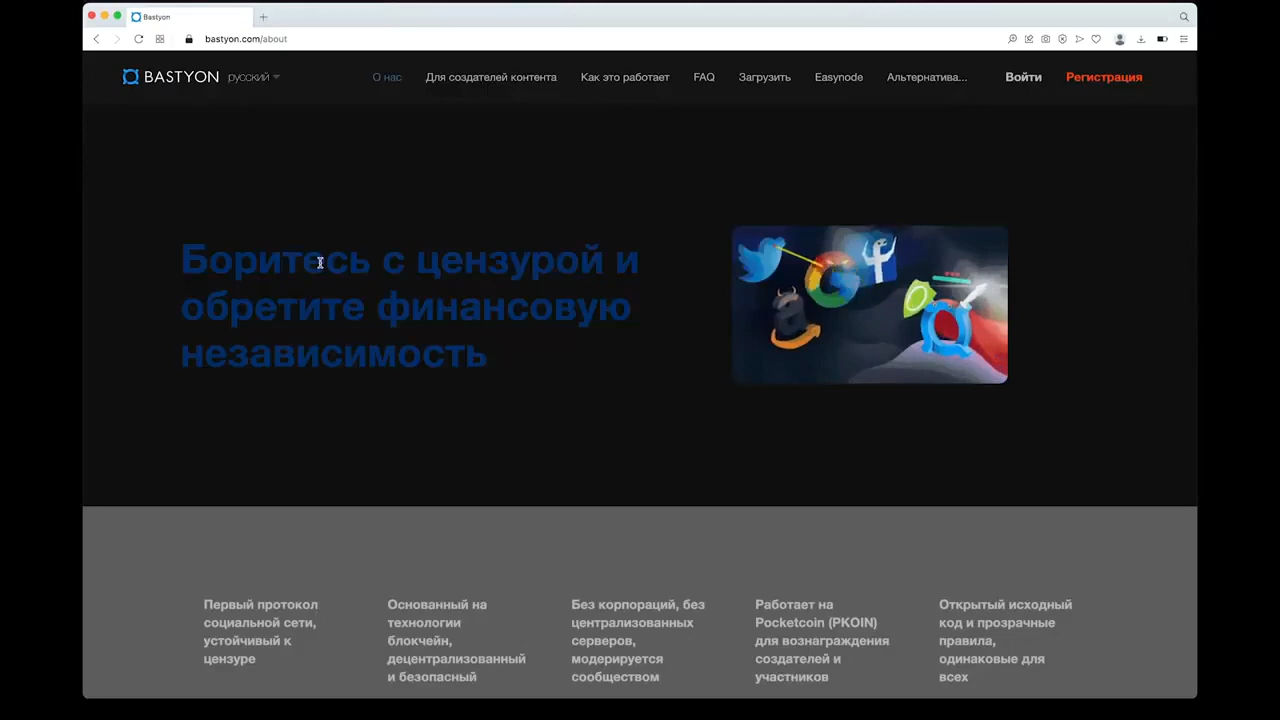 Bastyon
bastyon.com/about
BASTYON русский О нас Для создателей контента Как это работает FAQ Загрузить Easynode Альтернатива... Войти Регистрация
Боритесь с цензурой и
обретите финансовую
независимость
Первый протокол
социальной сети,
устойчивый к
цензуре
Основанный на
технологии
блокчейн,
децентрализованный
и безопасный
Без корпораций, без
централизованных
серверов,
модерируется
сообществом
Работает на
Pocketcoin (PKOIN)
для вознаграждения
создателей и
участников
Открытый исходный
код и прозрачные
правила,
одинаковые для
всех